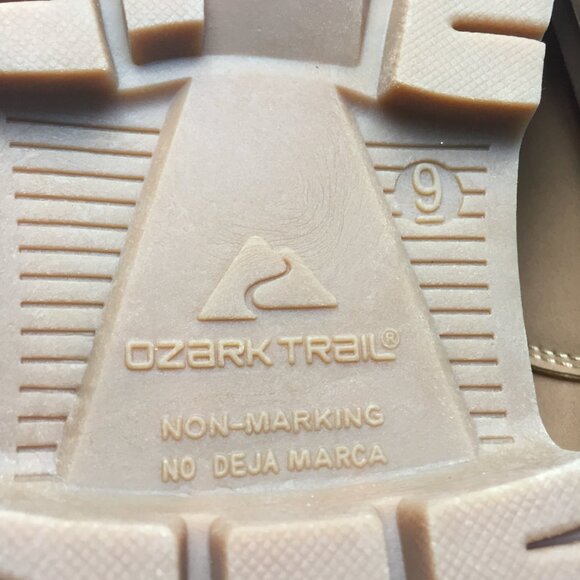 9
OZARK TRAIL®
NON-MARKING
NO DEJA MARCA